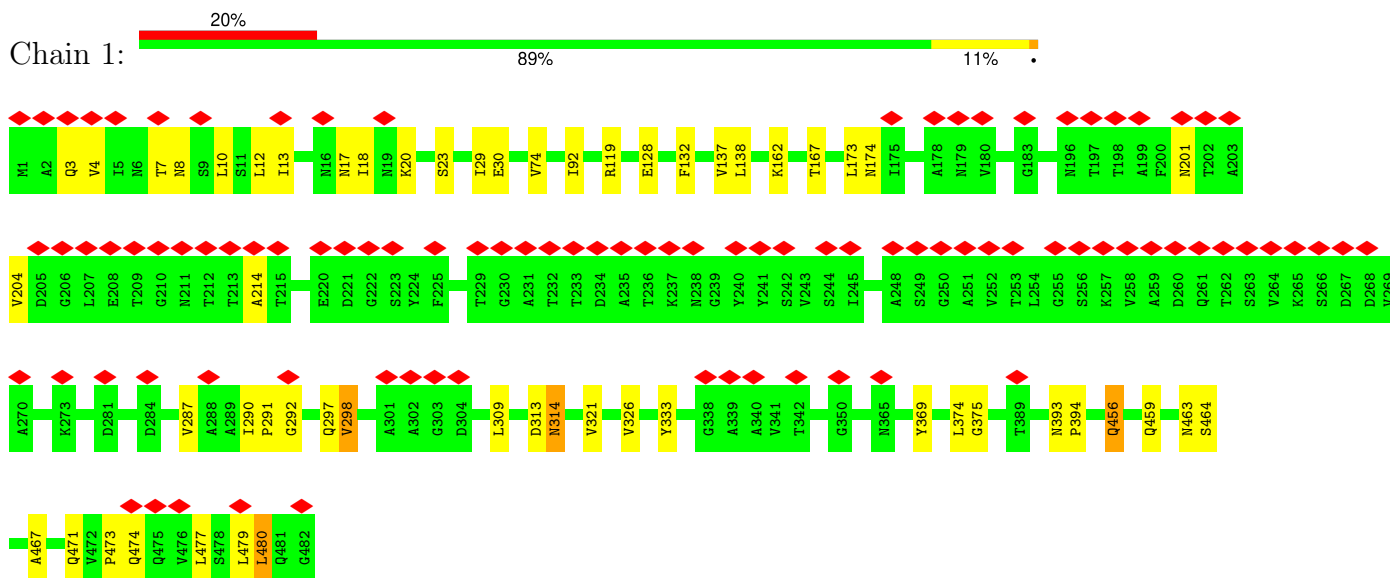 20%
Chain 1:
89% 11% •
M1 A2 Q3 V4 I5 N6 T7 N8 S9 L10 S11 L12 I13 N16 N17 I18 N19 K20 S23 I29 E30 V74 I92 R119 E128 F132 V137 L138 K162 T167 L173 N174 I175 A178 N179 V180 G183 N196 T197 T198 A199 F200 N201 T202 A203
V204 D205 G206 L207 E208 T209 G210 N211 T212 T213 A214 T215 E220 D221 G222 S223 Y224 F225 T229 G230 A231 T232 T233 D234 A235 T236 K237 N238 G239 Y240 Y241 S242 V243 S244 I245 A248 S249 G250 A251 V252 T253 L254 G255 S256 K257 V258 A259 D260 Q261 T262 S263 V264 K265 S266 D267 D268 V269
A270 K273 D281 D284 V287 A288 A289 I290 P291 G292 Q297 V298 A301 A302 G303 D304 L309 D313 N314 V321 V326 Y333 G338 A339 A340 V341 T342 G350 N365 Y369 L374 G375 T389 N393 P394 Q456 Q459 N463 S464
A467 Q471 V472 P473 Q474 Q475 V476 L477 S478 L479 L480 Q481 G482